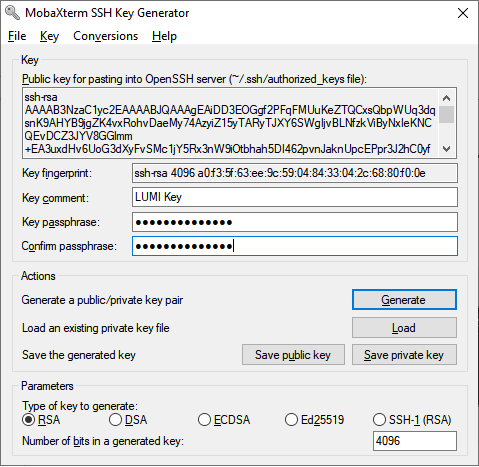 MobaXterm SSH Key Generator
File Key Conversions Help
Key
Public key for pasting into OpenSSH server (~/.ssh/authorized_keys file):
ssh-rsa
AAAAB3NzaC1yc2EAAAABJQAAAgEAiDD3EOGgf2PFqFMUuKeZTQCxsQbpWUq3dq
snK9AHYB9jgZK4vxRohvDaeMy74AzyiZ15yTARyTJXY6SWgIjvBLNfzkViByNxIeKNC
QEvDCZ3JYV8GGlmm
+EA3uxdHv6UoG3dXyFvSMc1jY5Rx3nW9iOtbhah5DI462pvnJaknUpcEPpr3J2hC0yf
Key fingerprint: ssh-rsa 4096 a0:f3:5f:63:ee:9c:59:04:84:33:04:2c:68:80:f0:0e
Key comment: LUMI Key
Key passphrase: ●●●●●●●●●●●●●●
Confirm passphrase: ●●●●●●●●●●●●●●
Actions
Generate a public/private key pair Generate
Load an existing private key file Load
Save the generated key Save public key Save private key
Parameters
Type of key to generate:
RSA DSA ECDSA Ed25519 SSH-1 (RSA)
Number of bits in a generated key: 4096